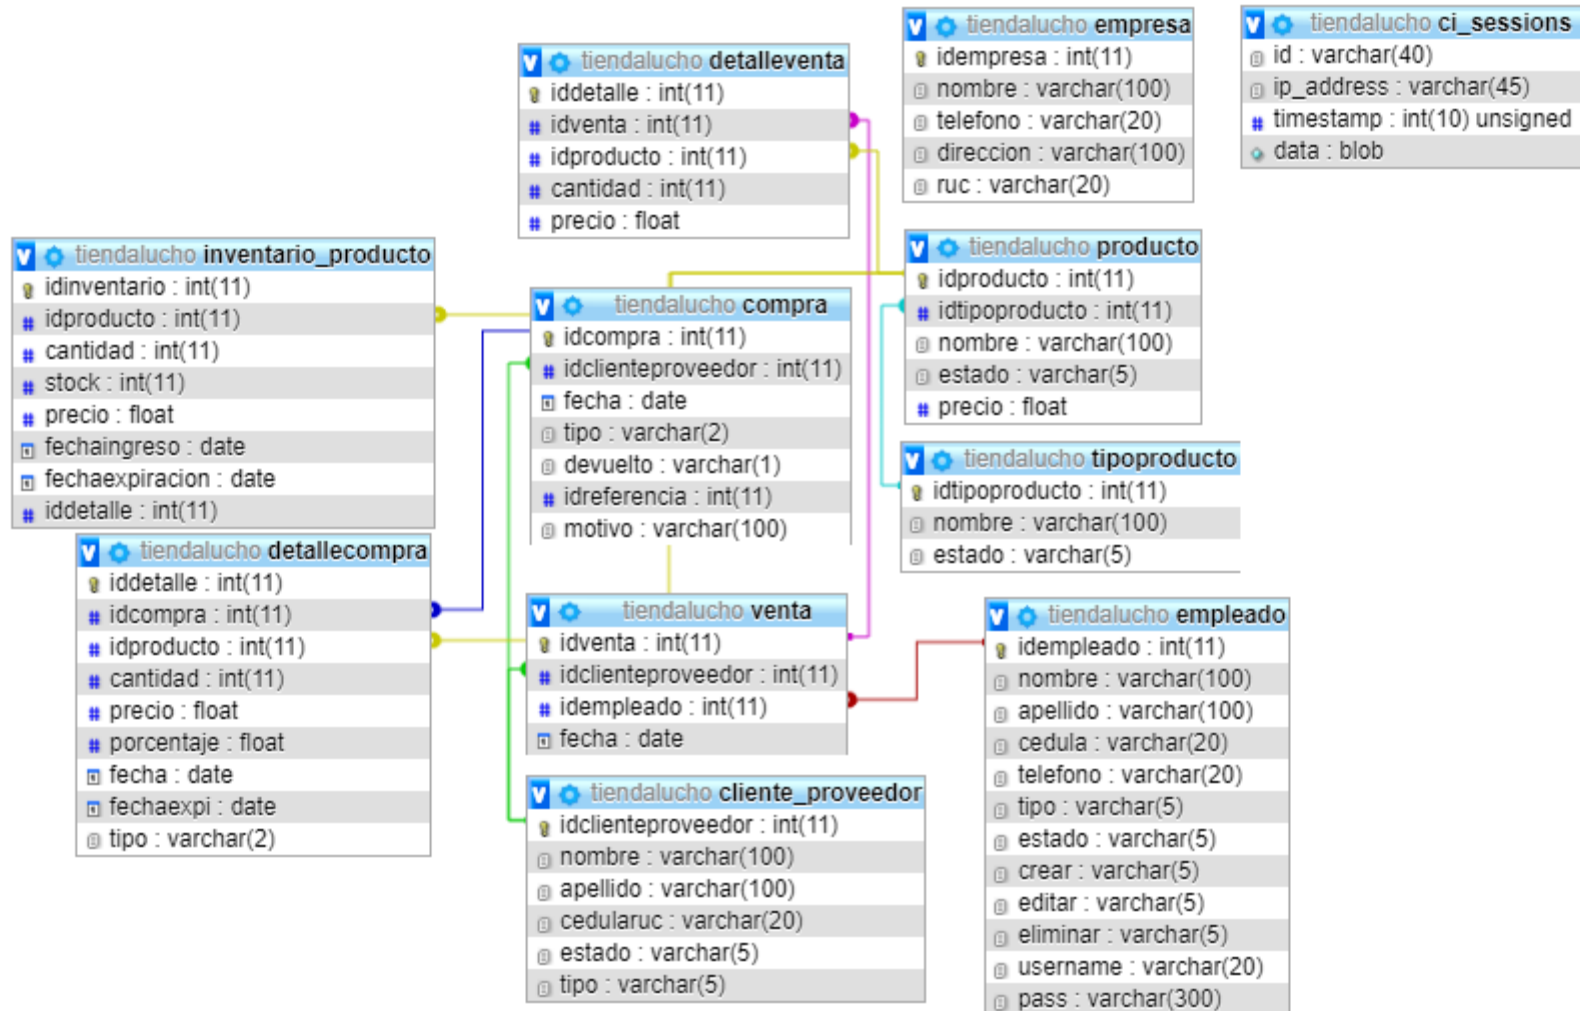 tiendalucho detalleventa
iddetalle : int(11)
idventa : int(11)
idproducto : int(11)
cantidad : int(11)
precio : float
tiendalucho empresa
idempresa : int(11)
nombre : varchar(100)
telefono : varchar(20)
direccion : varchar(100)
ruc : varchar(20)
tiendalucho ci_sessions
id : varchar(40)
ip_address : varchar(45)
timestamp : int(10) unsigned
data : blob
tiendalucho inventario_producto
idinventario : int(11)
idproducto : int(11)
cantidad : int(11)
stock : int(11)
precio : float
fechaingreso : date
fechaexpiracion : date
iddetalle : int(11)
tiendalucho compra
idcompra : int(11)
idclienteproveedor : int(11)
fecha : date
tipo : varchar(2)
devuelto : varchar(1)
idreferencia : int(11)
motivo : varchar(100)
tiendalucho producto
idproducto : int(11)
idtipoproducto : int(11)
nombre : varchar(100)
estado : varchar(5)
precio : float
tiendalucho tipoproducto
idtipoproducto : int(11)
nombre : varchar(100)
estado : varchar(5)
tiendalucho detallecompra
iddetalle : int(11)
idcompra : int(11)
idproducto : int(11)
cantidad : int(11)
precio : float
porcentaje : float
fecha : date
fechaexpi : date
tipo : varchar(2)
tiendalucho venta
idventa : int(11)
idclienteproveedor : int(11)
idempleado : int(11)
fecha : date
tiendalucho cliente_proveedor
idclienteproveedor : int(11)
nombre : varchar(100)
apellido : varchar(100)
cedularuc : varchar(20)
estado : varchar(5)
tipo : varchar(5)
tiendalucho empleado
idempleado : int(11)
nombre : varchar(100)
apellido : varchar(100)
cedula : varchar(20)
telefono : varchar(20)
tipo : varchar(5)
estado : varchar(5)
crear : varchar(5)
editar : varchar(5)
eliminar : varchar(5)
username : varchar(20)
pass : varchar(300)